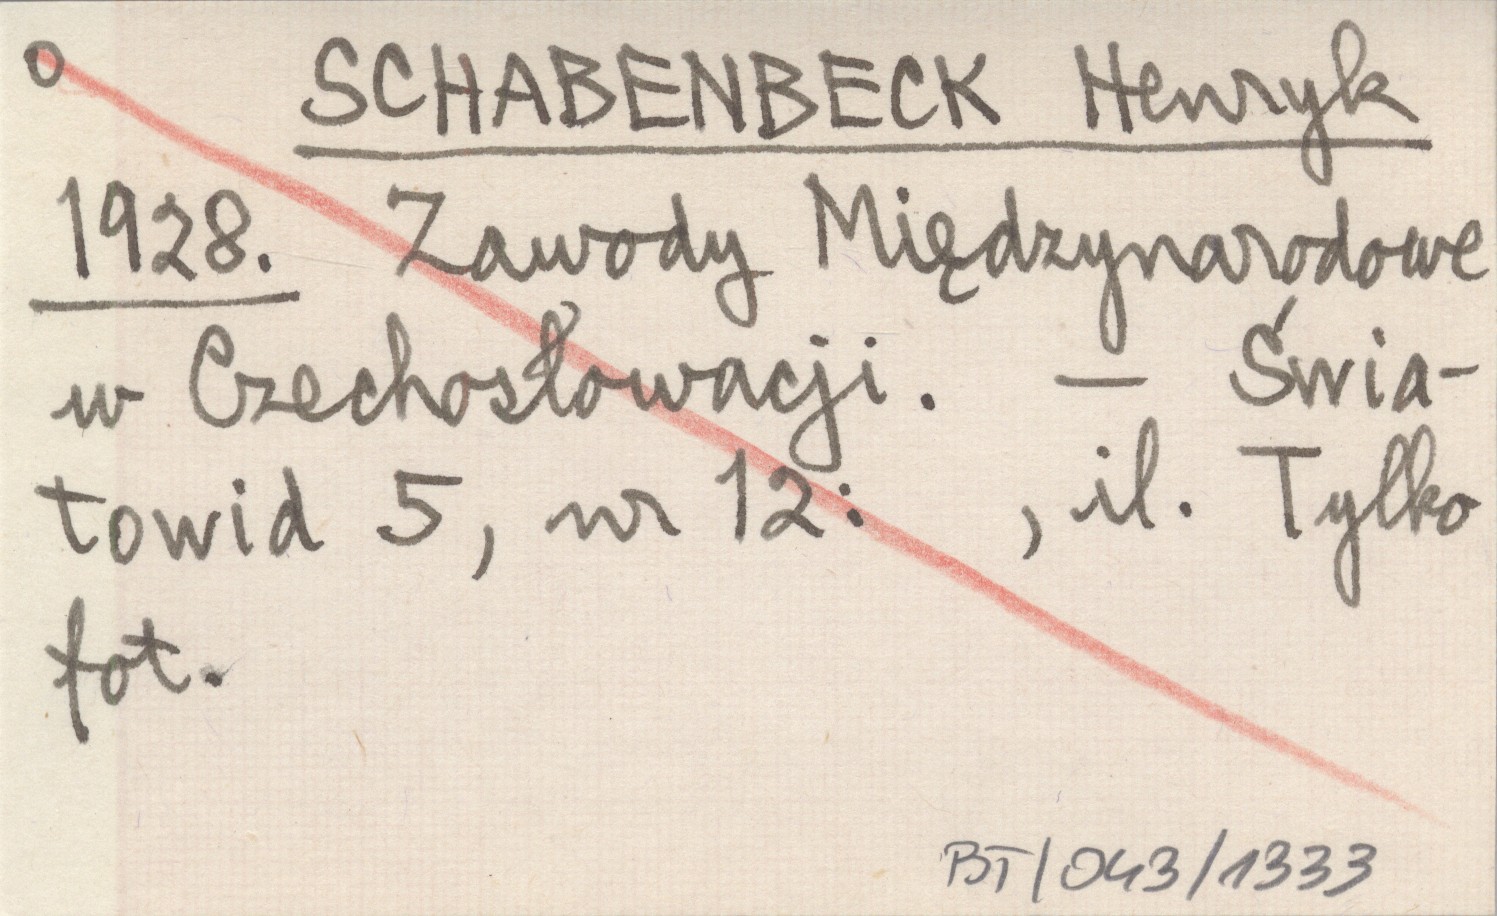 o SCHABENBECK Henryk
1928. Zawody Międzynarodowe
w Czechosłowacji. — Świa-
towid 5, nr 12:   , il. Tylko
fot.
BT/043/1333